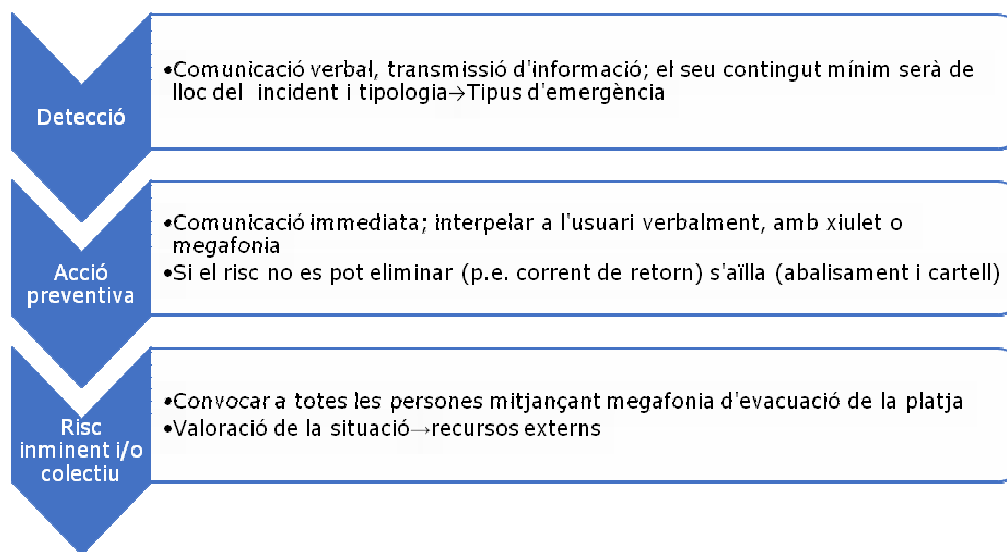 Detecció
•Comunicació verbal, transmissió d'informació; el seu contingut mínim serà de
lloc del incident i tipologia→Tipus d'emergència
Acció
preventiva
•Comunicació immediata; interpelar a l'usuari verbalment, amb xiulet o
megafonia
•Si el risc no es pot eliminar (p.e. corrent de retorn) s'aïlla (abalisament i cartell)
Risc
inminent i/o
colectiu
•Convocar a totes les persones mitjançant megafonia d'evacuació de la platja
•Valoració de la situació→recursos externs